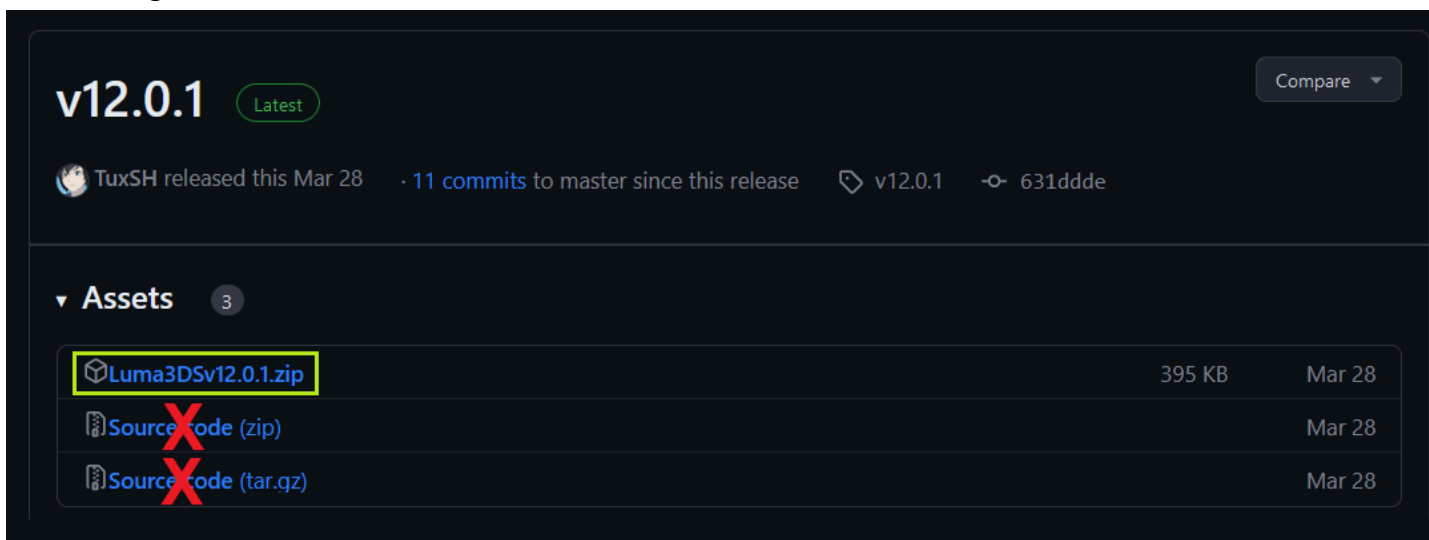 v12.0.1 Latest
Compare
TuxSH released this Mar 28 · 11 commits to master since this release v12.0.1 631ddde
Assets 3
Luma3DSv12.0.1.zip 395 KB Mar 28
Source code (zip) Mar 28
Source code (tar.gz) Mar 28